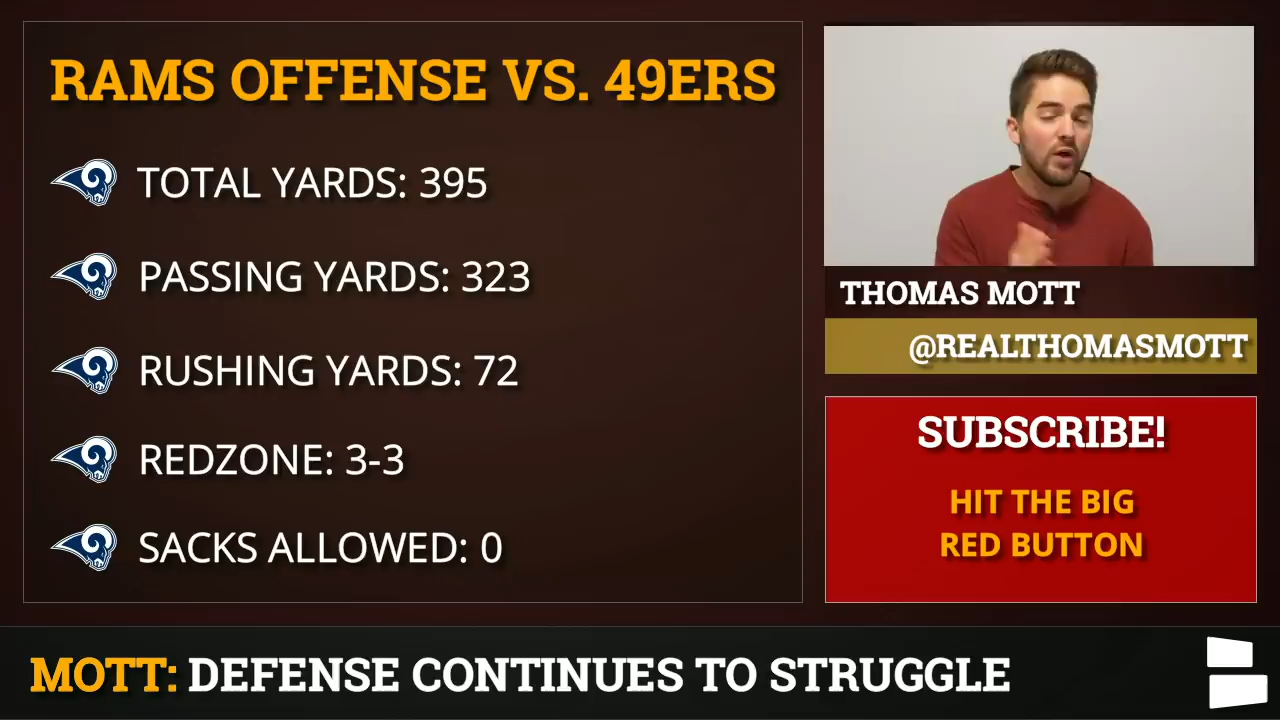 RAMS OFFENSE VS. 49ERS
TOTAL YARDS: 395
PASSING YARDS: 323
RUSHING YARDS: 72
REDZONE: 3-3
SACKS ALLOWED: 0
THOMAS MOTT
@REALTHOMASMOTT
SUBSCRIBE!
HIT THE BIG
RED BUTTON
MOTT: DEFENSE CONTINUES TO STRUGGLE